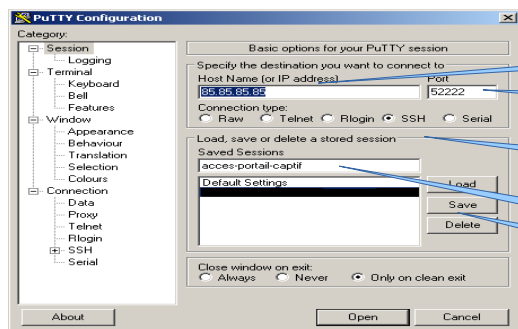 PuTTY Configuration
Category:
Session
Logging
Terminal
Keyboard
Bell
Features
Window
Appearance
Behaviour
Translation
Selection
Colours
Connection
Data
Proxy
Telnet
Rlogin
SSH
Serial
Basic options for your PuTTY session
Specify the destination you want to connect to
Host Name (or IP address) Port
85.85.85.85 52222
Connection type:
Raw Telnet Rlogin SSH Serial
Load, save or delete a stored session
Saved Sessions
acces-portail-captif
Default Settings
Load
Save
Delete
Close window on exit:
Always Never Only on clean exit
About Open Cancel